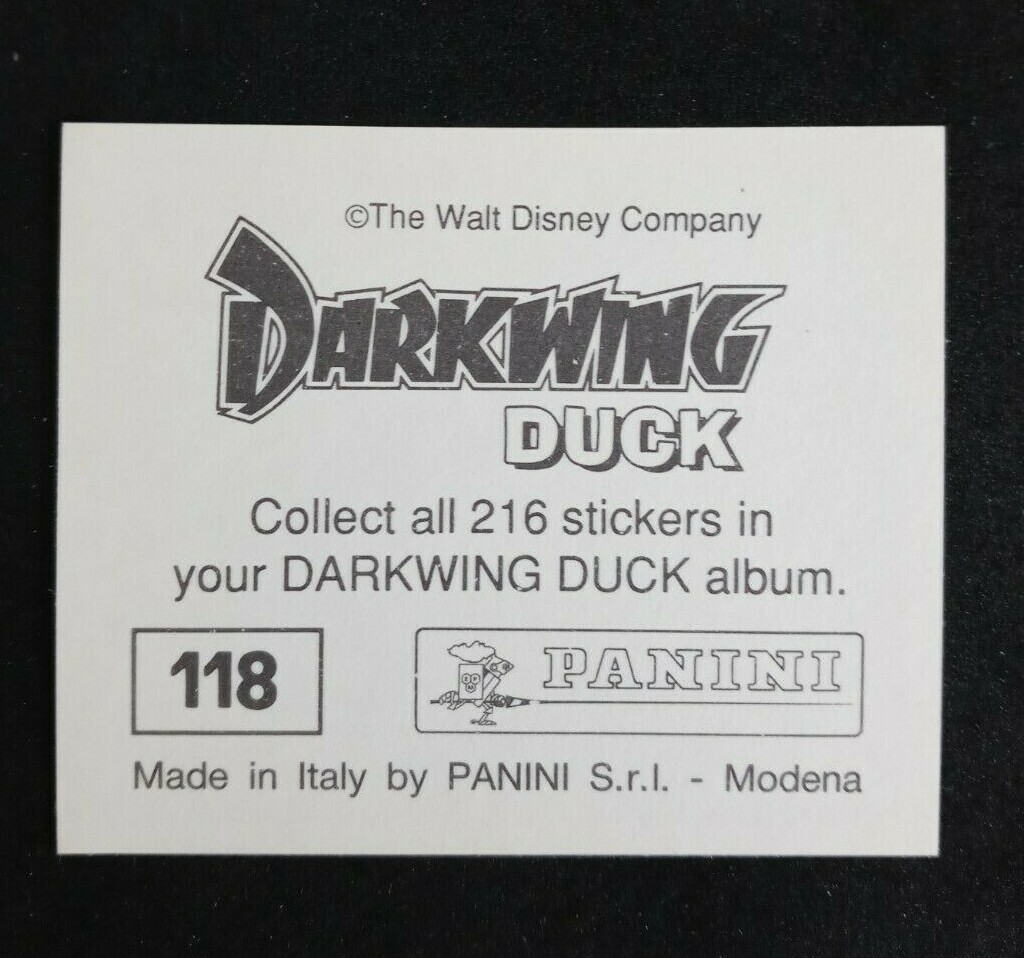 ©The Walt Disney Company
DARKWING
DUCK
Collect all 216 stickers in
your DARKWING DUCK album.
118
PANINI
Made in Italy by PANINI S.r.l. - Modena